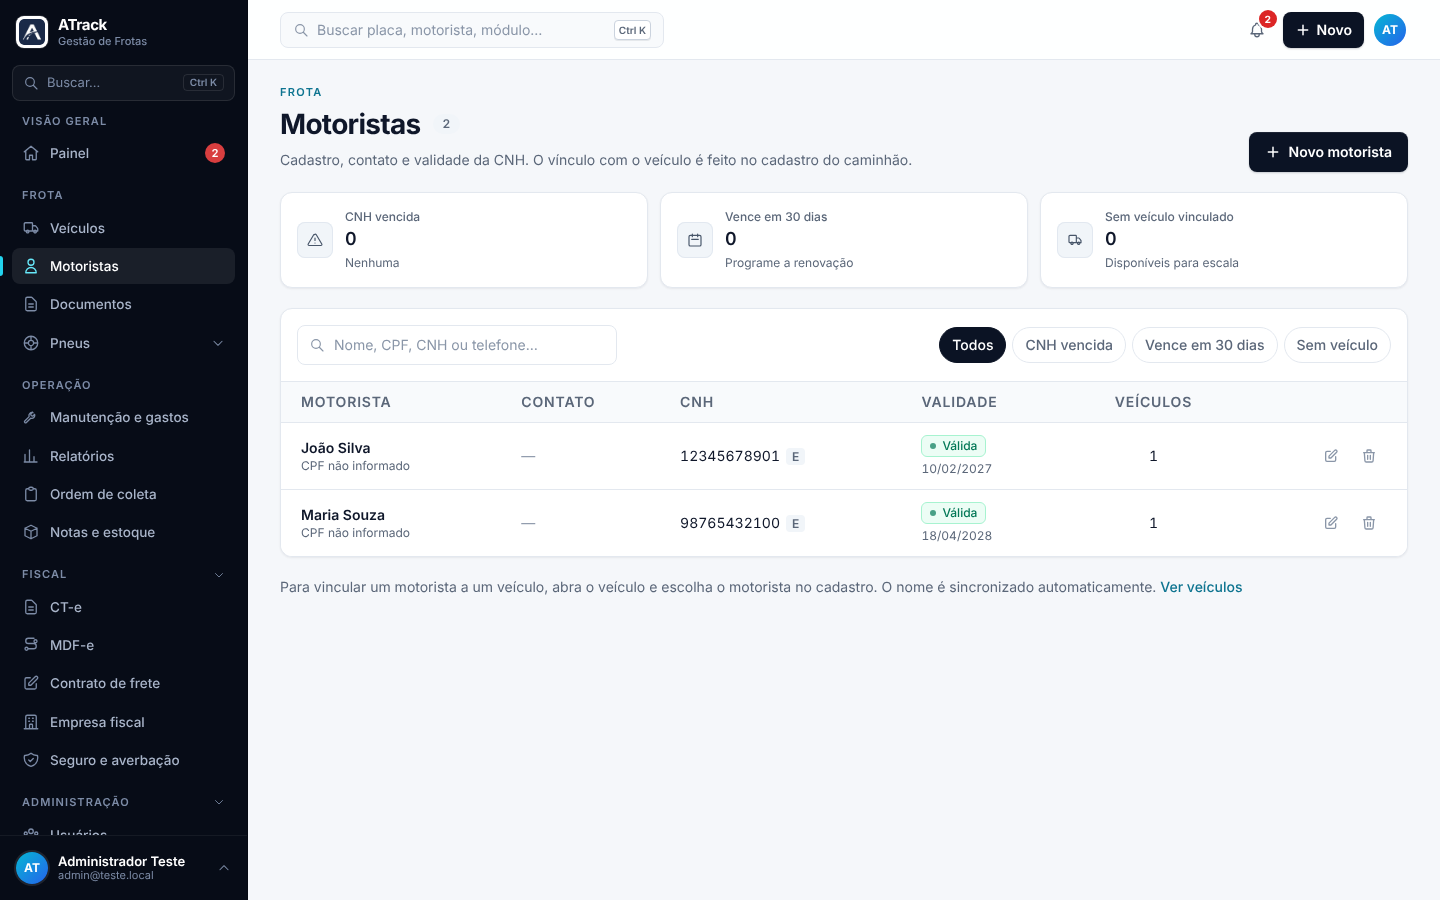 ATrack
Gestão de Frotas
Buscar...
Ctrl K
VISÃO GERAL
Painel
2
FROTA
Veículos
Motoristas
Documentos
Pneus
OPERAÇÃO
Manutenção e gastos
Relatórios
Ordem de coleta
Notas e estoque
FISCAL
CT-e
MDF-e
Contrato de frete
Empresa fiscal
Seguro e averbação
ADMINISTRAÇÃO
Usuários
AT
Administrador Teste
admin@teste.local
Buscar placa, motorista, módulo...
Ctrl K
2
Novo
AT
FROTA
Motoristas 2
Cadastro, contato e validade da CNH. O vínculo com o veículo é feito no cadastro do caminhão.
Novo motorista
CNH vencida
0
Nenhuma
Vence em 30 dias
0
Programe a renovação
Sem veículo vinculado
0
Disponíveis para escala
Nome, CPF, CNH ou telefone...
Todos
CNH vencida
Vence em 30 dias
Sem veículo
MOTORISTA CONTATO CNH VALIDADE VEÍCULOS
João Silva
CPF não informado
—
12345678901 E
Válida
10/02/2027
1
Maria Souza
CPF não informado
—
98765432100 E
Válida
18/04/2028
1
Para vincular um motorista a um veículo, abra o veículo e escolha o motorista no cadastro. O nome é sincronizado automaticamente. Ver veículos